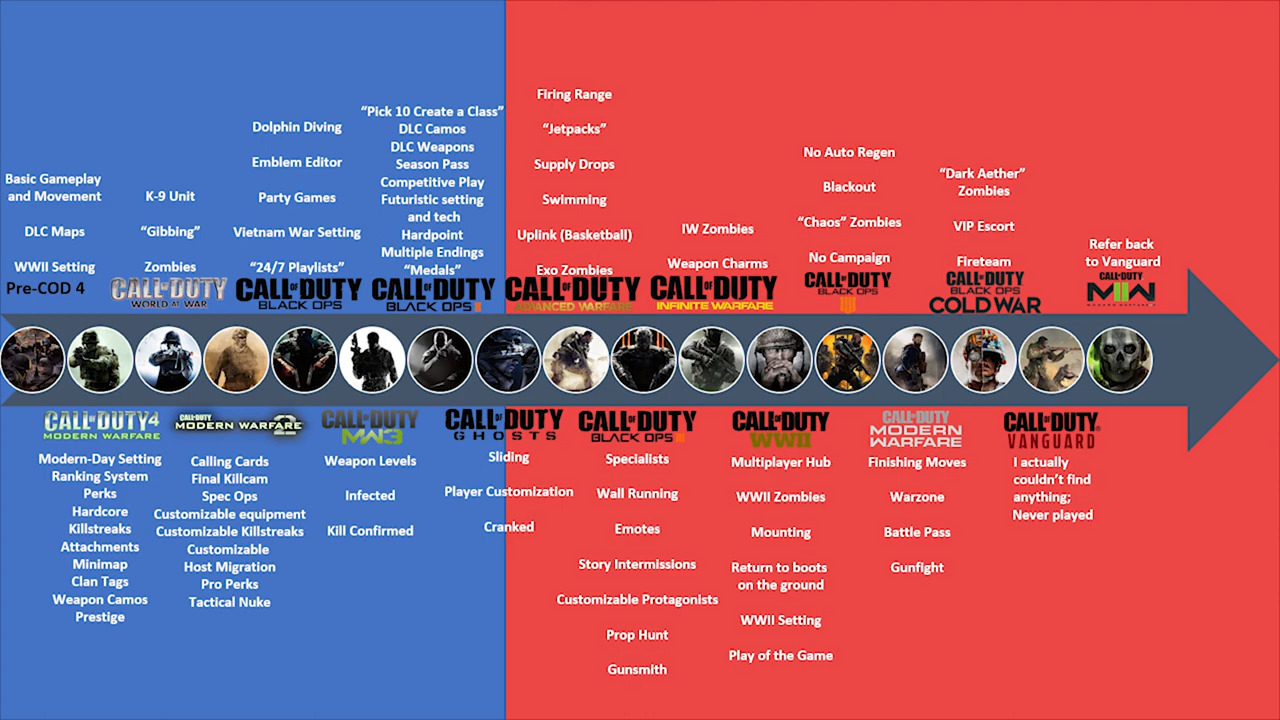 Basic Gameplay
and Movement
DLC Maps
WWII Setting
Pre-COD 4
K-9 Unit
“Gibbing”
Zombies
CALL OF DUTY
WORLD AT WAR
Dolphin Diving
Emblem Editor
Party Games
Vietnam War Setting
“24/7 Playlists”
CALL OF DUTY
BLACK OPS
“Pick 10 Create a Class”
DLC Camos
DLC Weapons
Season Pass
Competitive Play
Futuristic setting
and tech
Hardpoint
Multiple Endings
“Medals”
CALL OF DUTY
BLACK OPS II
Firing Range
“Jetpacks”
Supply Drops
Swimming
Uplink (Basketball)
Exo Zombies
CALL OF DUTY
ADVANCED WARFARE
IW Zombies
Weapon Charms
CALL OF DUTY
INFINITE WARFARE
No Auto Regen
Blackout
“Chaos” Zombies
No Campaign
CALL OF DUTY
BLACK OPS
IIII
“Dark Aether”
Zombies
VIP Escort
Fireteam
CALL OF DUTY
BLACK OPS
COLD WAR
Refer back
to Vanguard
CALL OF DUTY
MWII
CALL OF DUTY 4
MODERN WARFARE
Modern-Day Setting
Ranking System
Perks
Hardcore
Killstreaks
Attachments
Minimap
Clan Tags
Weapon Camos
Prestige
CALL OF DUTY
MODERN WARFARE 2
Calling Cards
Final Killcam
Spec Ops
Customizable equipment
Customizable Killstreaks
Customizable
Host Migration
Pro Perks
Tactical Nuke
CALL OF DUTY
MW3
Weapon Levels
Infected
Kill Confirmed
CALL OF DUTY
GHOSTS
Sliding
Player Customization
Cranked
CALL OF DUTY
BLACK OPS III
Specialists
Wall Running
Emotes
Story Intermissions
Customizable Protagonists
Prop Hunt
Gunsmith
CALL OF DUTY
WWII
Multiplayer Hub
WWII Zombies
Mounting
Return to boots
on the ground
WWII Setting
Play of the Game
CALL OF DUTY
MODERN
WARFARE
Finishing Moves
Warzone
Battle Pass
Gunfight
CALL OF DUTY
VANGUARD
I actually
couldn’t find
anything;
Never played